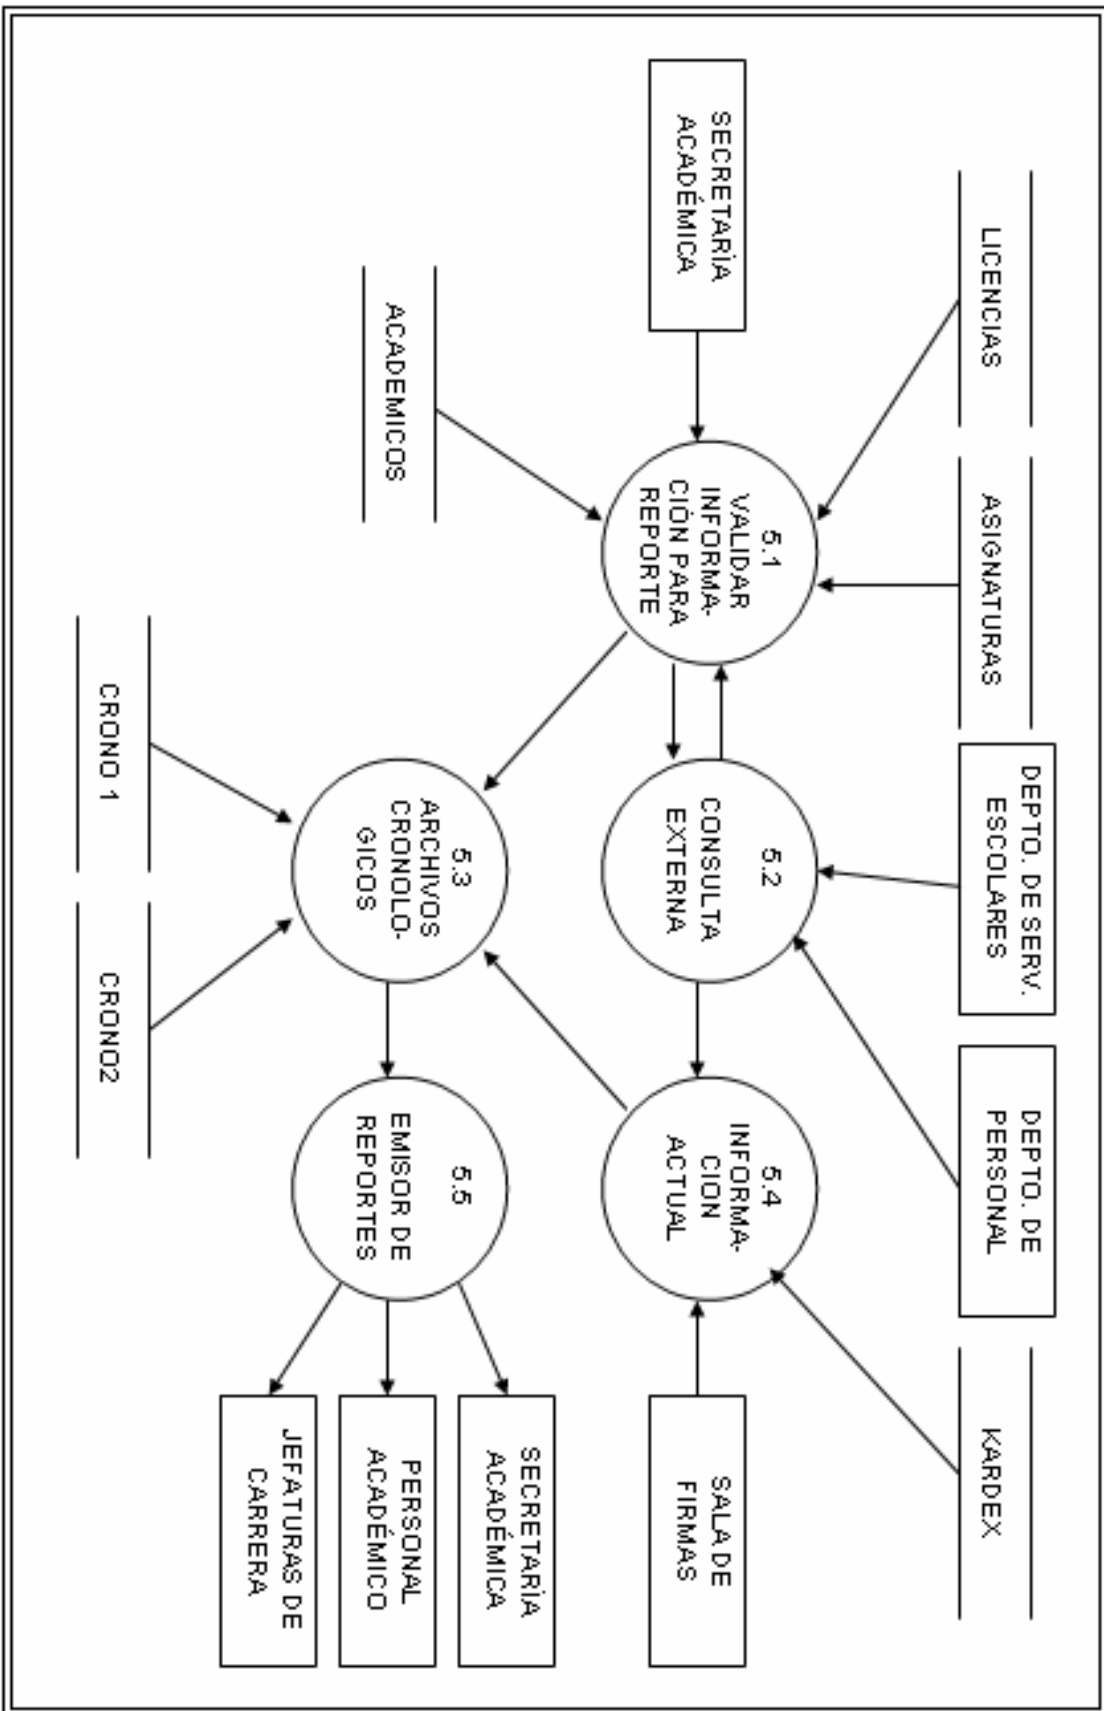 LICENCIAS
ASIGNATURAS
DEPTO. DE SERV.
ESCOLARES
DEPTO. DE
PERSONAL
KARDEX
SECRETARÌA
ACADÉMICA
5.1
VALIDAR
INFORMA-
CIÓN PARA
REPORTE
5.2
CONSULTA
EXTERNA
5.4
INFORMA-
CION
ACTUAL
SALA DE
FIRMAS
ACADEMICOS
5.3
ARCHIVOS
CRONOLO-
GICOS
5.5
EMISOR DE
REPORTES
SECRETARÌA
ACADÉMICA
PERSONAL
ACADÉMICO
JEFATURAS DE
CARRERA
CRONO 1
CRONO2